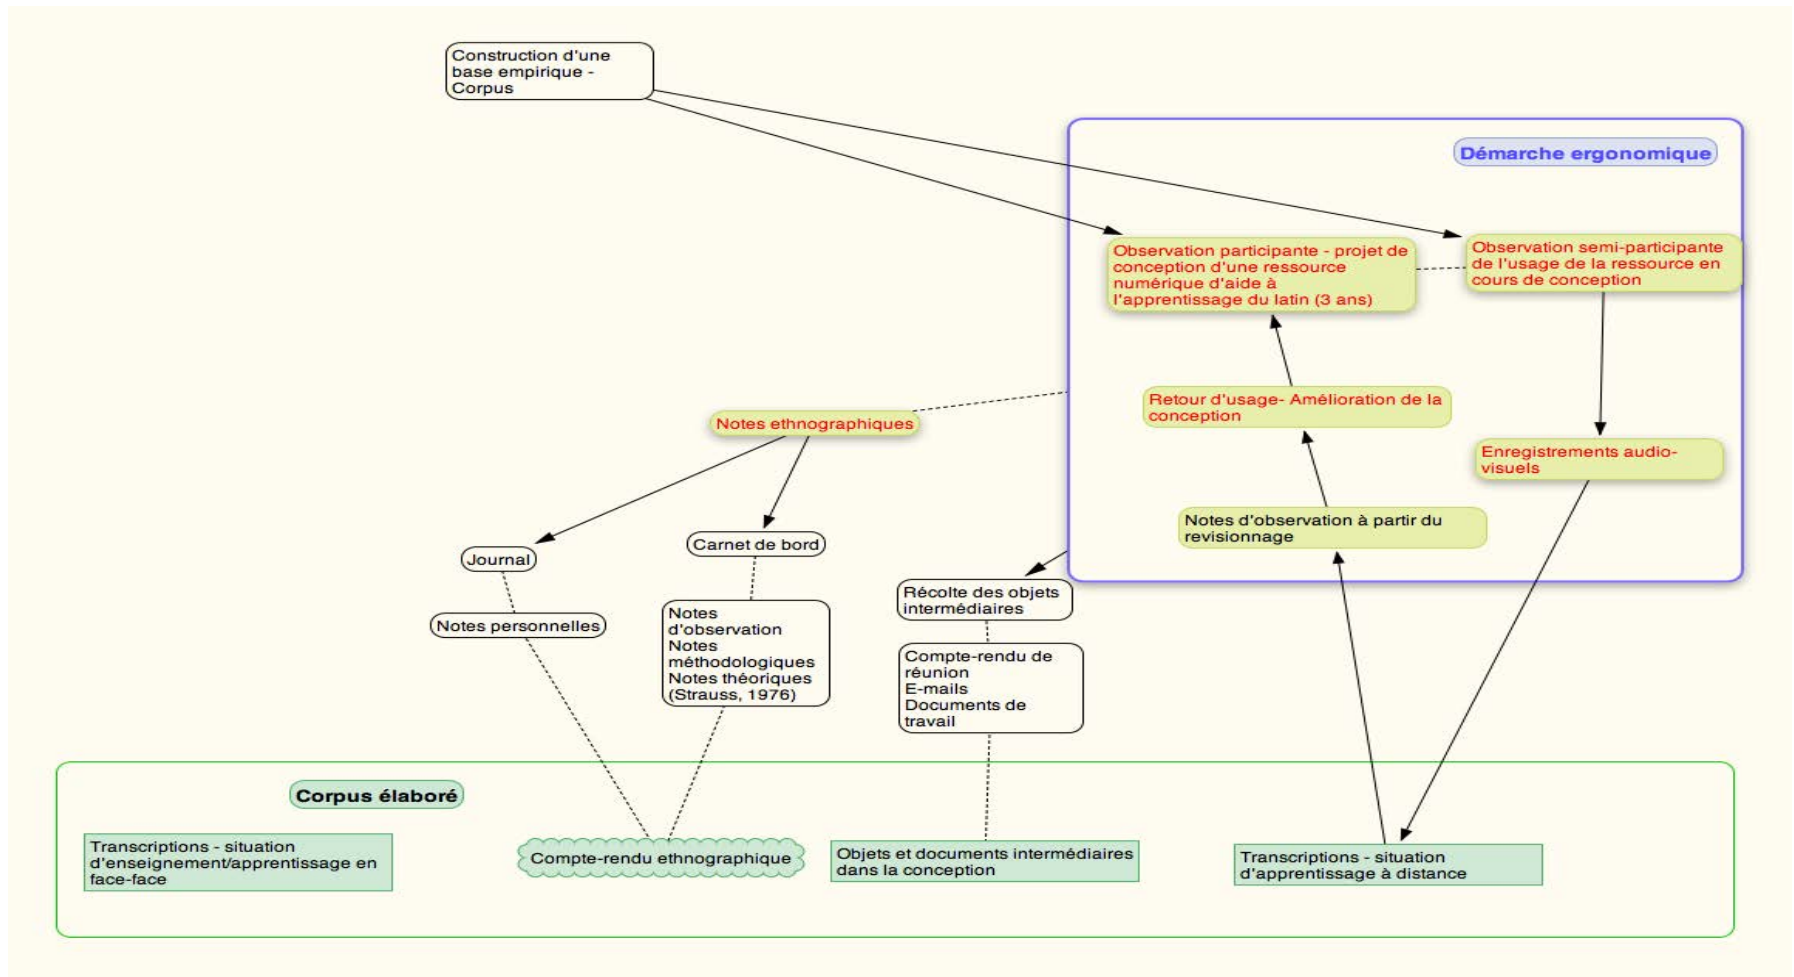 Construction d'une
base empirique -
Corpus
Démarche ergonomique
Observation participante - projet de
conception d'une ressource
numérique d'aide à
l'apprentissage du latin (3 ans)
Observation semi-participante
de l'usage de la ressource en
cours de conception
Retour d'usage- Amélioration de la
conception
Notes ethnographiques
Enregistrements audio-
visuels
Notes d'observation à partir du
revisionnage
Journal
Carnet de bord
Récolte des objets
intermédiaires
Notes personnelles
Notes
d'observation
Notes
méthodologiques
Notes théoriques
(Strauss, 1976)
Compte-rendu de
réunion
E-mails
Documents de
travail
Corpus élaboré
Transcriptions - situation
d'enseignement/apprentissage en
face-face
Compte-rendu ethnographique
Objets et documents intermédiaires
dans la conception
Transcriptions - situation
d'apprentissage à distance